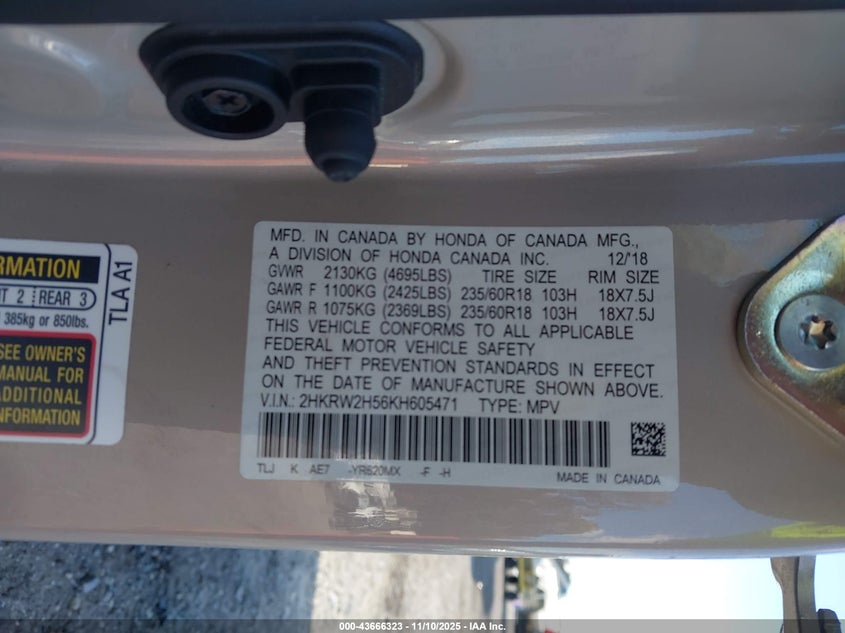 RMATION
T 2 REAR 3
385kg or 850lbs.
SEE OWNER'S
MANUAL FOR
ADDITIONAL
INFORMATION
TLA A1
MFD. IN CANADA BY HONDA OF CANADA MFG.,
A DIVISION OF HONDA CANADA INC. 12/'18
GVWR 2130KG (4695LBS) TIRE SIZE RIM SIZE
GAWR F 1100KG (2425LBS) 235/60R18 103H 18X7.5J
GAWR R 1075KG (2369LBS) 235/60R18 103H 18X7.5J
THIS VEHICLE CONFORMS TO ALL APPLICABLE
FEDERAL MOTOR VEHICLE SAFETY
AND THEFT PREVENTION STANDARDS IN EFFECT
ON THE DATE OF MANUFACTURE SHOWN ABOVE.
V.I.N.: 2HKRW2H56KH605471 TYPE: MPV
TLJ K AE7 -YR620MX -F -H
MADE IN CANADA
000-43666323 — 11/10/2025 — IAA Inc.